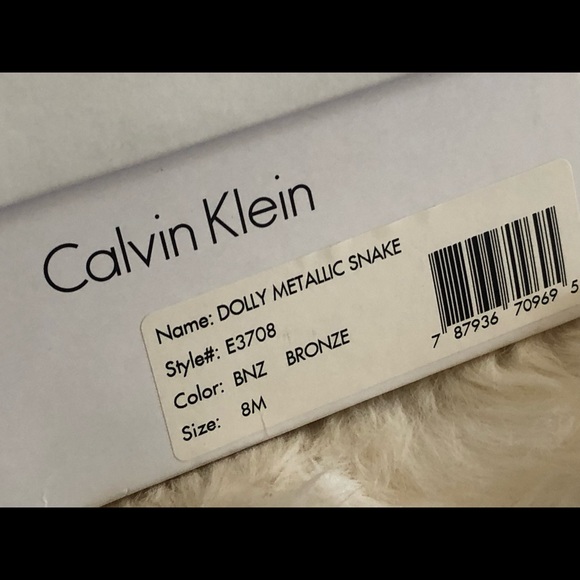 Calvin Klein
Name: DOLLY METALLIC SNAKE
Style#: E3708
Color: BNZ BRONZE
Size: 8M
7 87936 70969 5